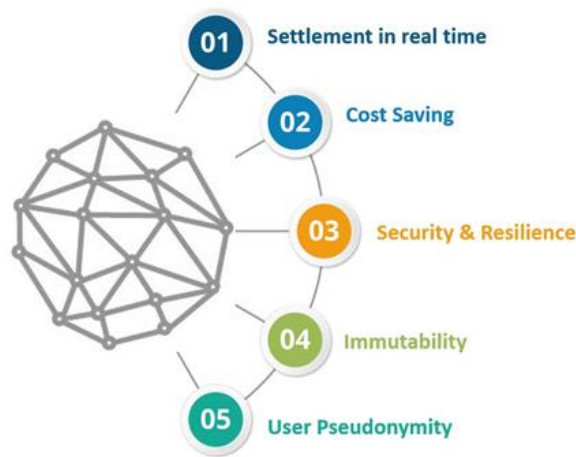 01 Settlement in real time
02 Cost Saving
03 Security & Resilience
04 Immutability
05 User Pseudonymity